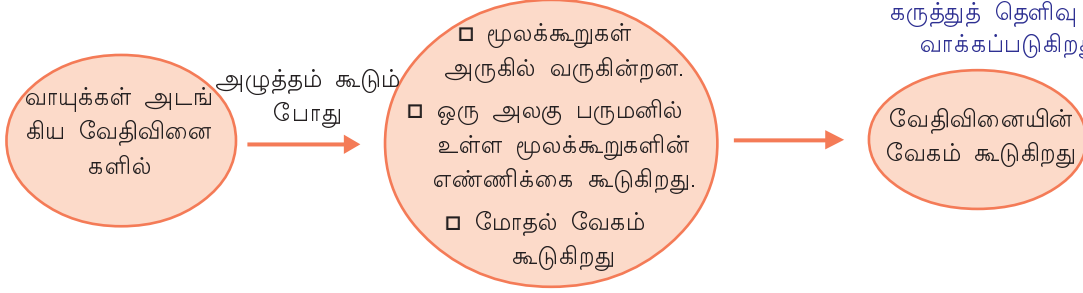 வாயுக்கள் அடங்
கிய வேதிவினை
களில்
அழுத்தம் கூடும்
போது
□ மூலக்கூறுகள்
அருகில் வருகின்றன.
□ ஒரு அலகு பருமனில்
உள்ள மூலக்கூறுகளின்
எண்ணிக்கை கூடுகிறது.
□ மோதல் வேகம்
கூடுகிறது
கருத்துத் தெளிவு
வாக்கப்படுகிறது
வேதிவினையின்
வேகம் கூடுகிறது